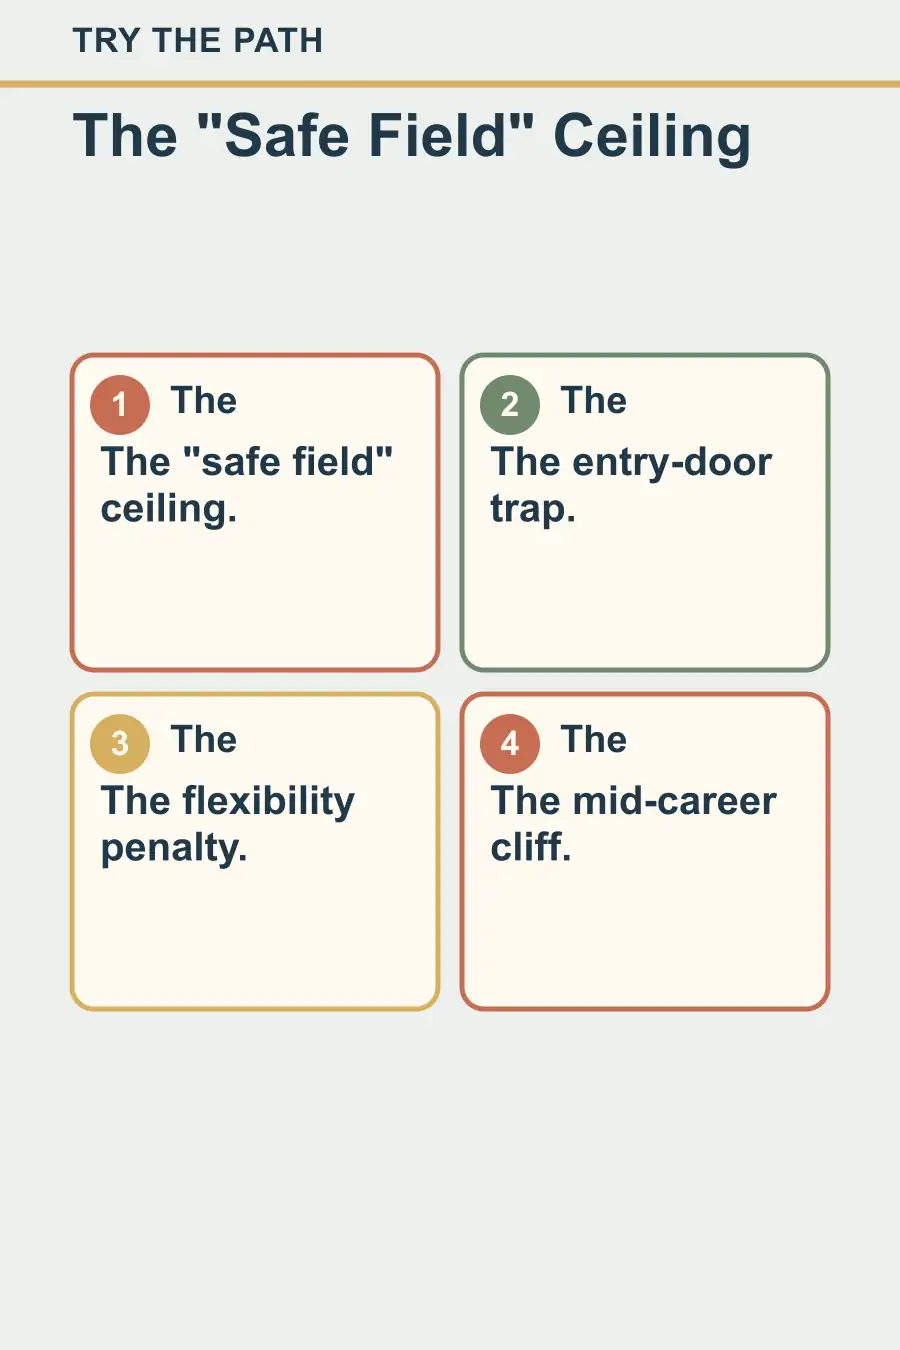 TRY THE PATH
The "Safe Field" Ceiling
1 The
The "safe field"
ceiling.
2 The
The entry-door
trap.
3 The
The flexibility
penalty.
4 The
The mid-career
cliff.